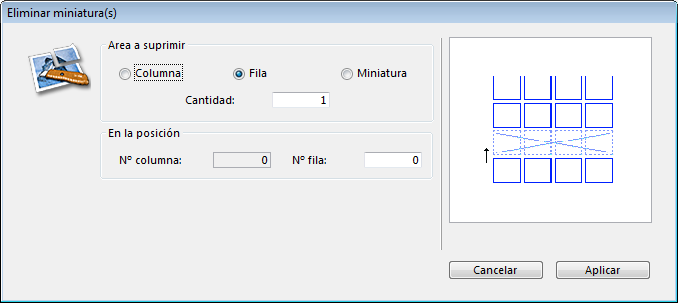 Eliminar miniatura(s)
Area a suprimir
Columna Fila Miniatura
Cantidad: 1
En la posición
Nº columna: 0 Nº fila: 0
Cancelar Aplicar